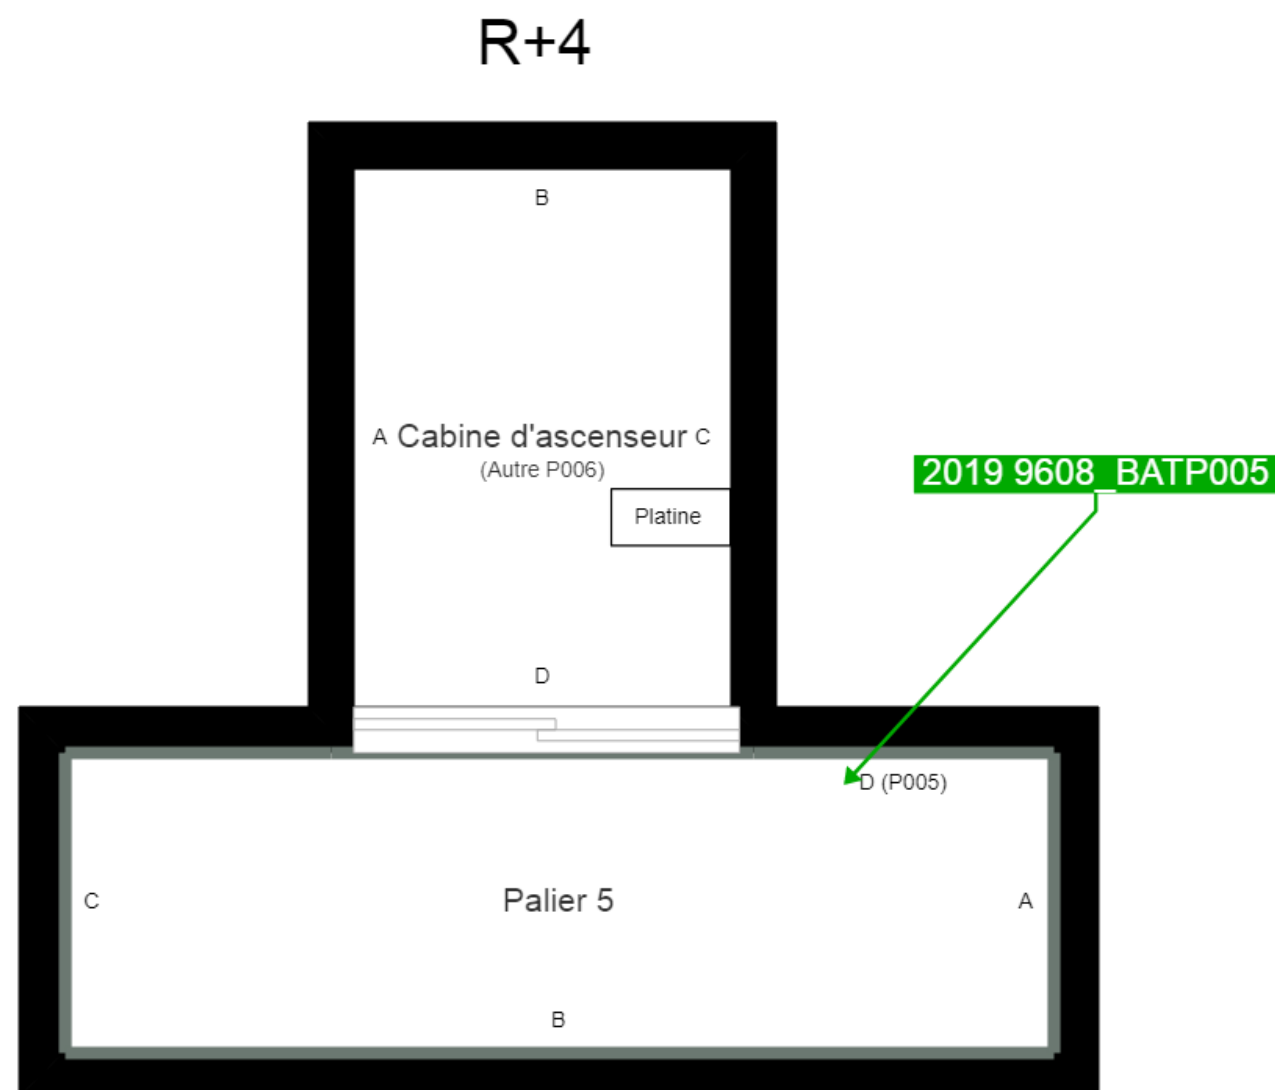 R+4
B
A Cabine d'ascenseur C
(Autre P006)
2019 9608_BATP005
Platine
D
D (P005)
C
Palier 5
A
B